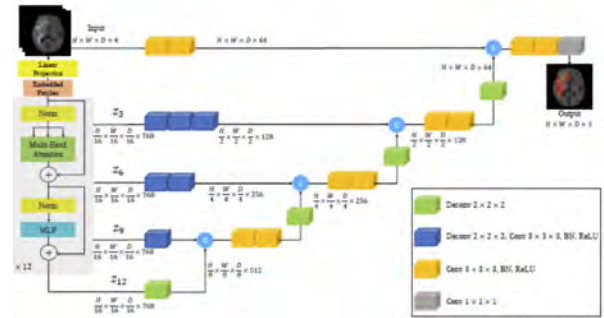 Input
H × W × D × 4
H × W × D × 64
Linear Projection
Embedded Patches
Norm
Multi-Head Attention
+
Norm
MLP
+
× 12
Z3
H/16 × W/16 × D/16 × 768
H/2 × W/2 × D/2 × 128
Z6
H/16 × W/16 × D/16 × 768
H/4 × W/4 × D/4 × 256
Z9
H/16 × W/16 × D/16 × 768
H/8 × W/8 × D/8 × 512
Z12
H/16 × W/16 × D/16 × 768
C
H/4 × W/4 × D/4 × 256
C
H/2 × W/2 × D/2 × 128
C
H × W × D × 64
C
Output
H × W × D × 3
Deconv 2 × 2 × 2
Deconv 2 × 2 × 2, Conv 3 × 3 × 3, BN, ReLU
Conv 3 × 3 × 3, BN, ReLU
Conv 1 × 1 × 1